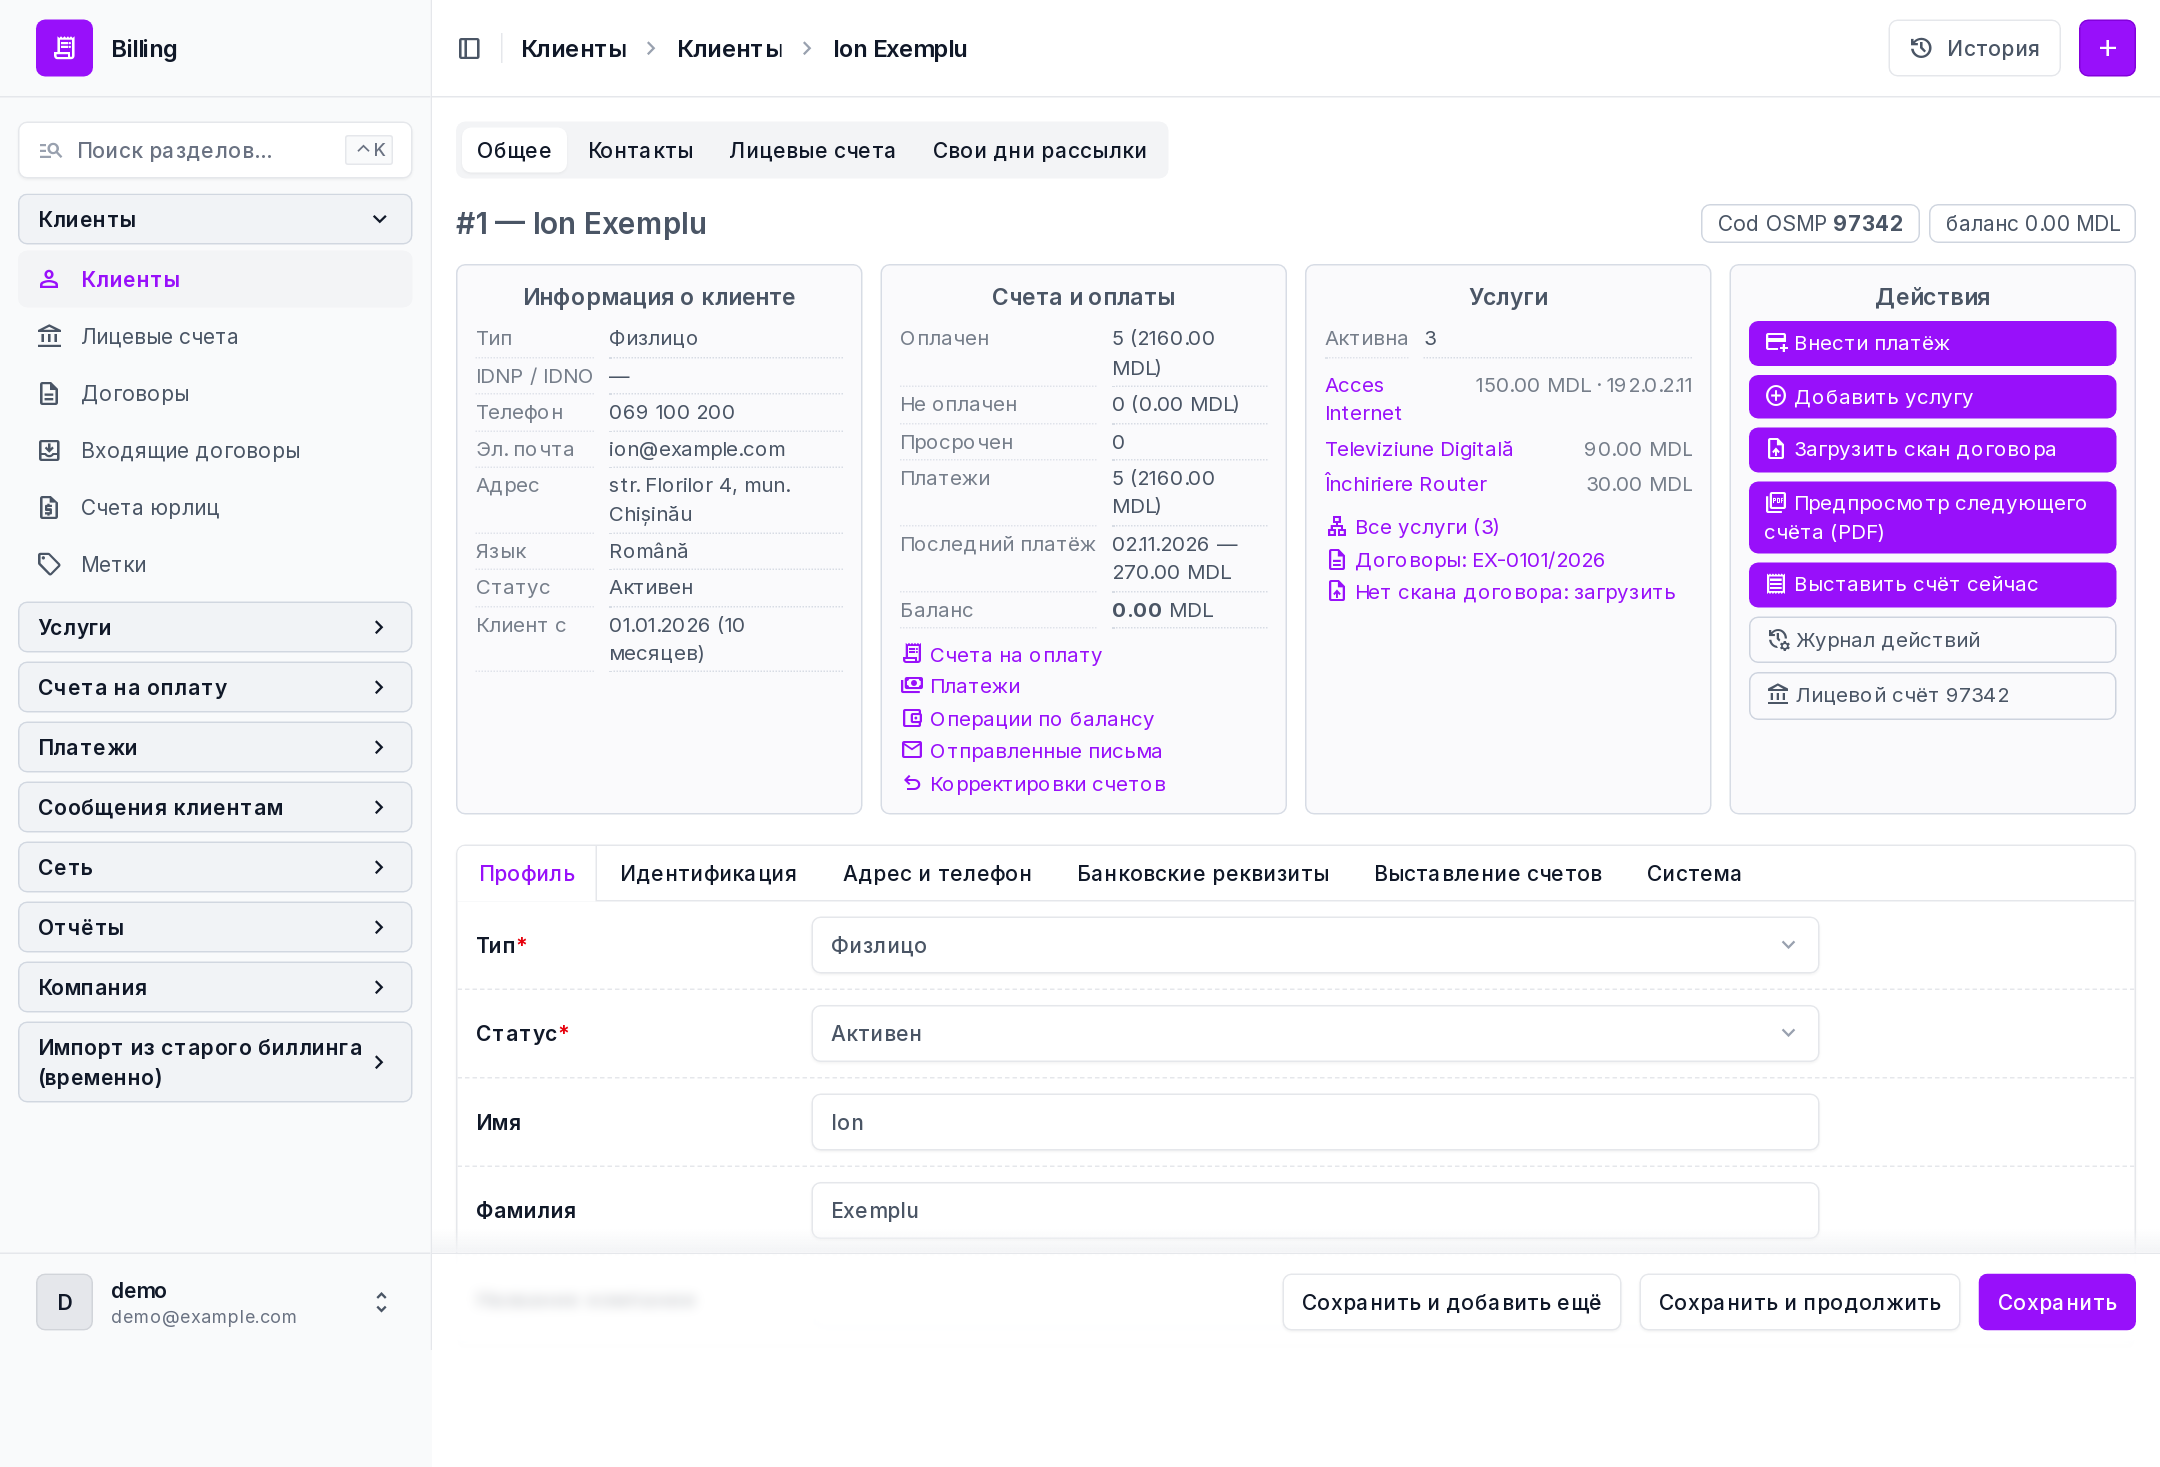 Billing
Клиенты
Клиенты
Ion Exemplu
История
Поиск разделов...
^K
Клиенты
Клиенты
Лицевые счета
Договоры
Входящие договоры
Счета юрлиц
Метки
Услуги
Счета на оплату
Платежи
Сообщения клиентам
Сеть
Отчёты
Компания
Импорт из старого биллинга
(временно)
D
demo
demo@example.com
Общее
Контакты
Лицевые счета
Свои дни рассылки
#1 — Ion Exemplu
Cod OSMP 97342
баланс 0.00 MDL
Информация о клиенте
Тип Физлицо
IDNP / IDNO —
Телефон 069 100 200
Эл. почта ion@example.com
Адрес str. Florilor 4, mun.
Chișinău
Язык Română
Статус Активен
Клиент с 01.01.2026 (10
месяцев)
Счета и оплаты
Оплачен 5 (2160.00
MDL)
Не оплачен 0 (0.00 MDL)
Просрочен 0
Платежи 5 (2160.00
MDL)
Последний платёж 02.11.2026 —
270.00 MDL
Баланс 0.00 MDL
Счета на оплату
Платежи
Операции по балансу
Отправленные письма
Корректировки счетов
Услуги
Активна 3
Acces 150.00 MDL · 192.0.2.11
Internet
Televiziune Digitală 90.00 MDL
Închiriere Router 30.00 MDL
Все услуги (3)
Договоры: EX-0101/2026
Нет скана договора: загрузить
Действия
Внести платёж
Добавить услугу
Загрузить скан договора
Предпросмотр следующего
счёта (PDF)
Выставить счёт сейчас
Журнал действий
Лицевой счёт 97342
Профиль
Идентификация
Адрес и телефон
Банковские реквизиты
Выставление счетов
Система
Тип* Физлицо
Статус* Активен
Имя Ion
Фамилия Exemplu
Сохранить и добавить ещё
Сохранить и продолжить
Сохранить